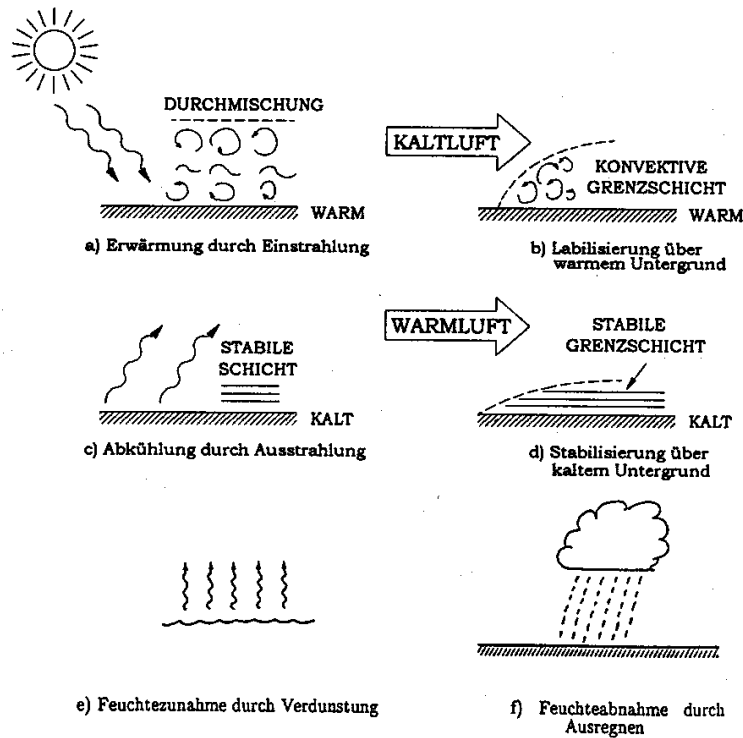 DURCHMISCHUNG
WARM
a) Erwärmung durch Einstrahlung
KALTLUFT
KONVEKTIVE
GRENZSCHICHT
WARM
b) Labilisierung über
warmem Untergrund
STABILE
SCHICHT
KALT
c) Abkühlung durch Ausstrahlung
WARMLUFT
STABILE
GRENZSCHICHT
KALT
d) Stabilisierung über
kaltem Untergrund
e) Feuchtezunahme durch Verdunstung
f) Feuchteabnahme durch
Ausregnen